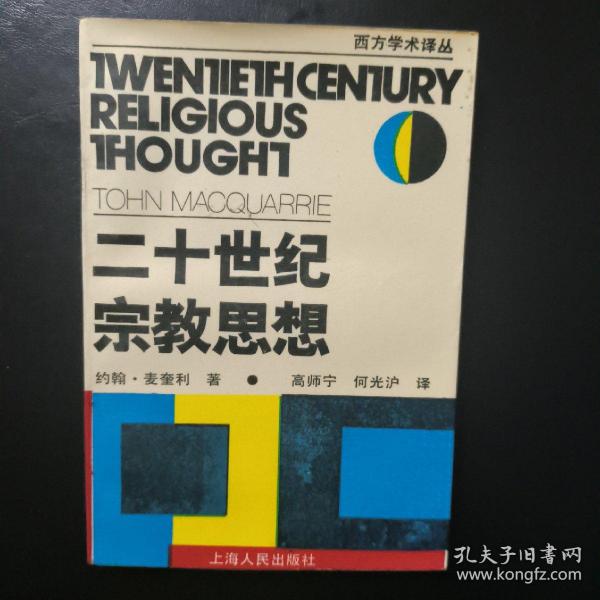 西方学术译丛
TWENTIETH CENTURY
RELIGIOUS
THOUGHT
TOHN MACQUARRIE
二十世纪
宗教思想
约翰·麦奎利 著 ● 高师宁 何光沪 译
上海人民出版社
孔夫子旧书网
www.kongfz.com